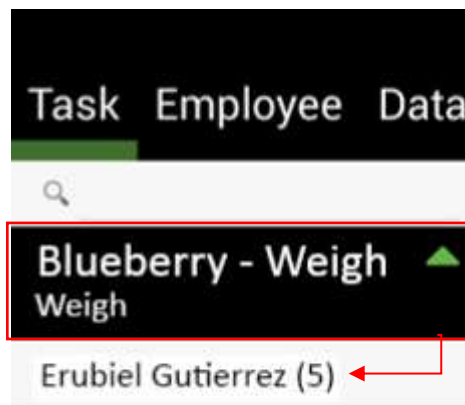 Task Employee Data
Blueberry - Weigh
Weigh
Erubiel Gutierrez (5)